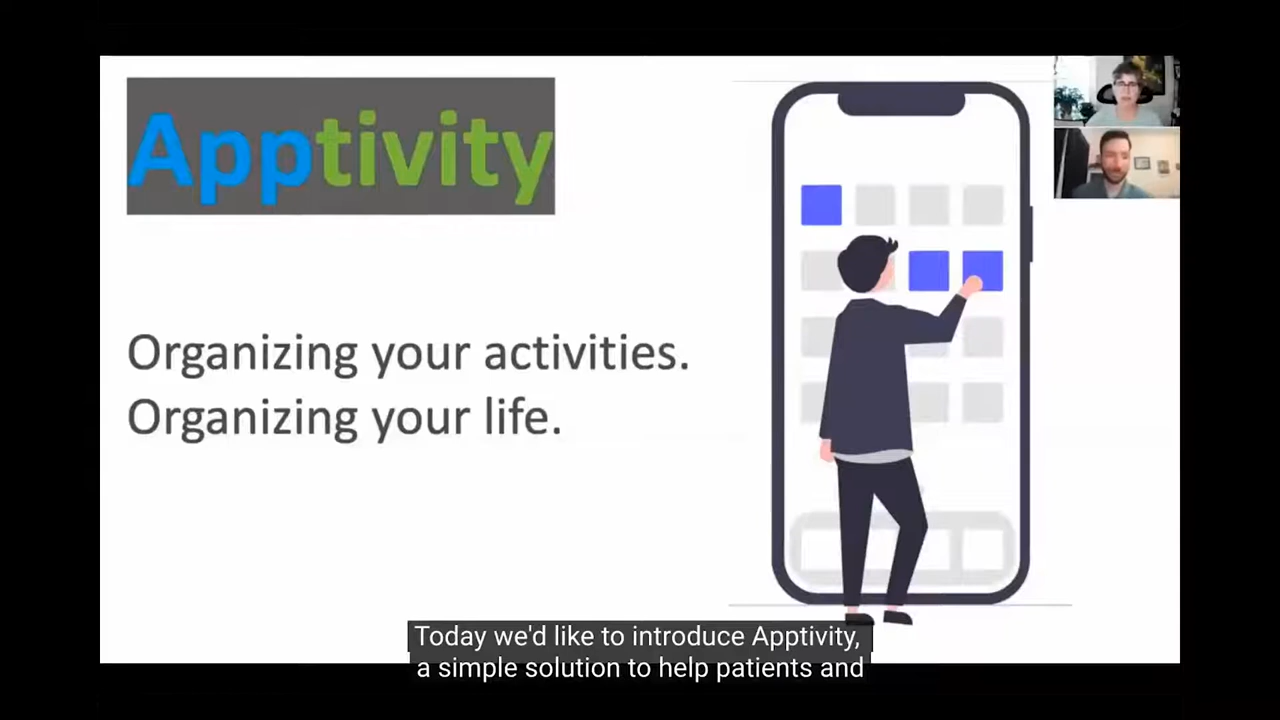 Apptivity
Organizing your activities.
Organizing your life.
Today we'd like to introduce Apptivity,
a simple solution to help patients and